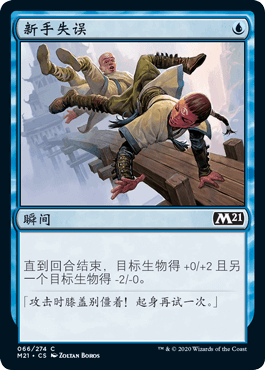 新手失误
瞬间
M21
直到回合结束，目标生物得 +0/+2 且另
一个目标生物得 -2/-0。
「攻击时膝盖别僵着！起身再试一次。」
066/274 C
M21 • CS ZOLTAN BOROS
™ & © 2020 Wizards of the Coast